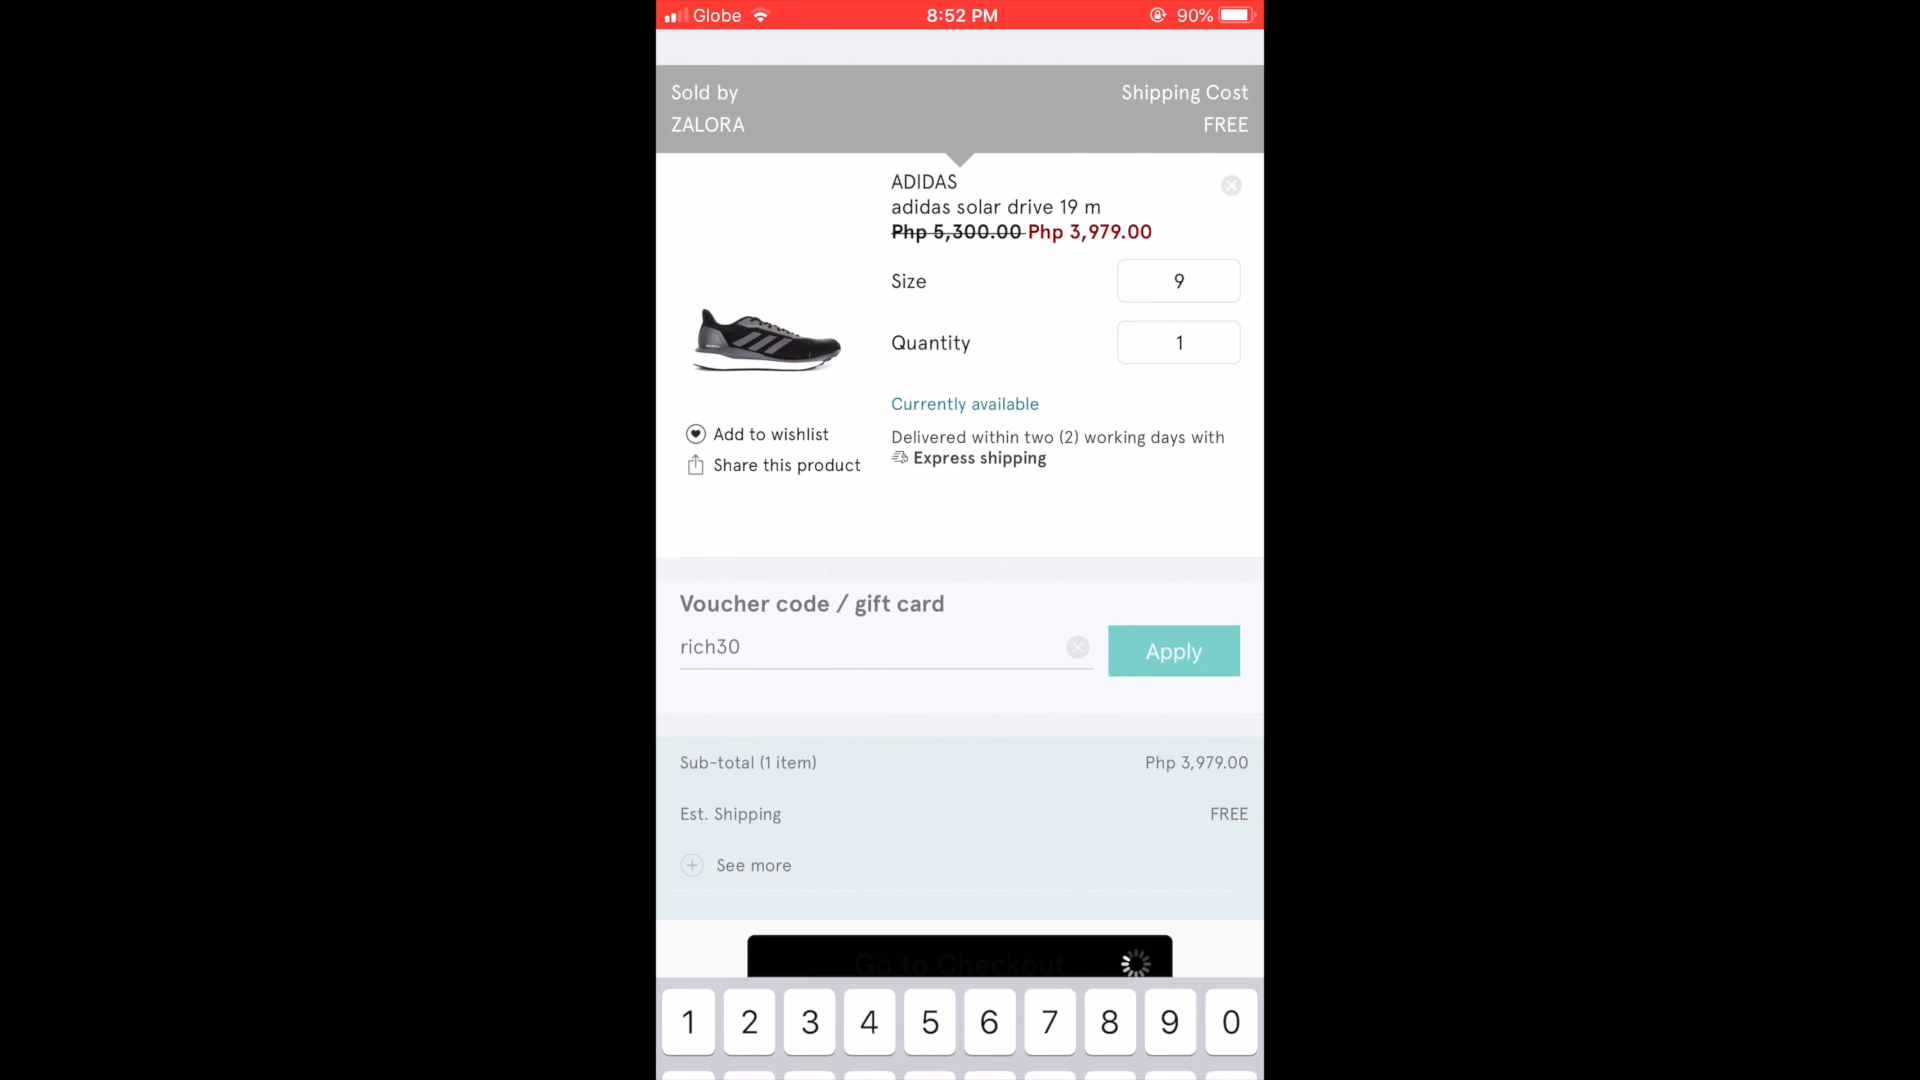 Globe
8:52 PM
90%
Sold by
ZALORA
Shipping Cost
FREE
ADIDAS
adidas solar drive 19 m
Php 5,300.00 Php 3,979.00
Size
9
Quantity
1
Currently available
Delivered within two (2) working days with
Express shipping
Add to wishlist
Share this product
Voucher code / gift card
rich30
Apply
Sub-total (1 item)
Php 3,979.00
Est. Shipping
FREE
See more
Go to Checkout
1 2 3 4 5 6 7 8 9 0